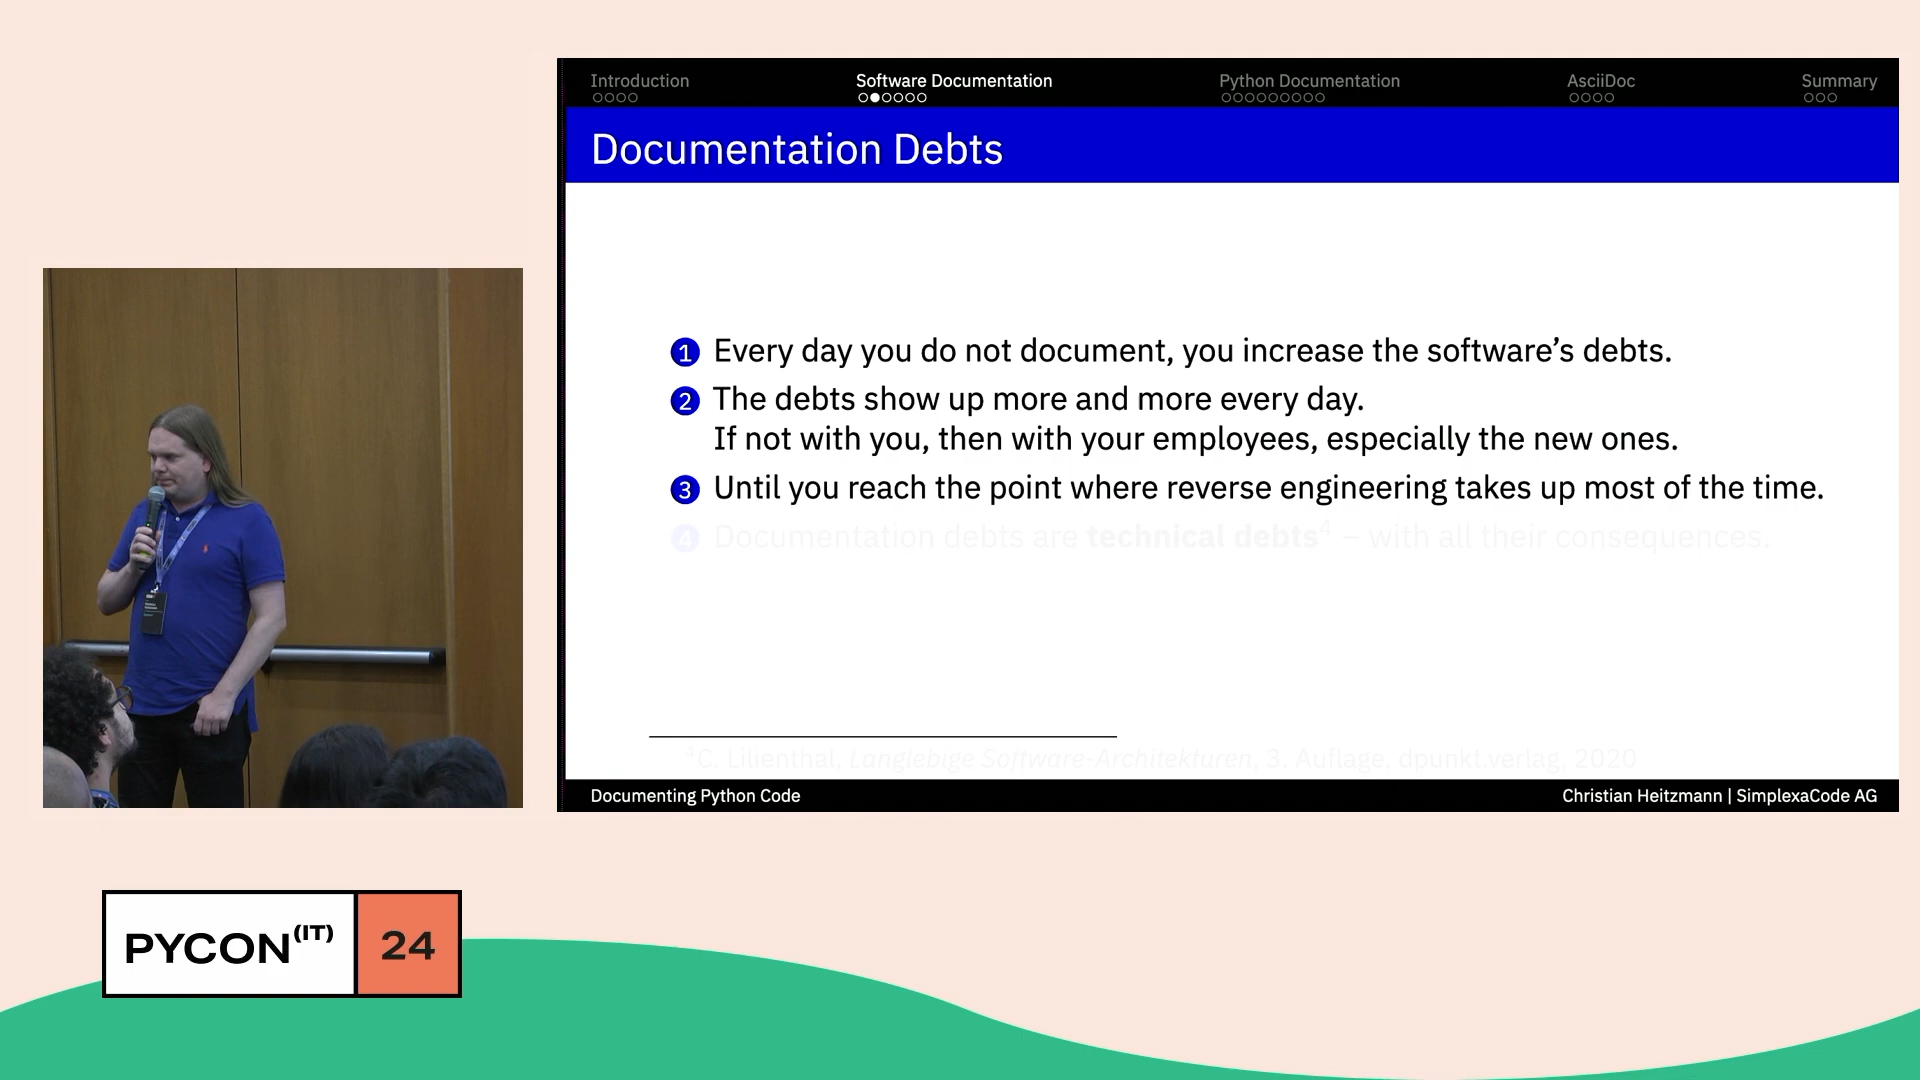 Introduction
Software Documentation
Python Documentation
AsciiDoc
Summary
Documentation Debts
1 Every day you do not document, you increase the software’s debts.
2 The debts show up more and more every day.
If not with you, then with your employees, especially the new ones.
3 Until you reach the point where reverse engineering takes up most of the time.
4 Documentation debts are technical debts4 – with all their consequences.
4C. Lilienthal, Langlebige Software-Architekturen, 3. Auflage, dpunkt.verlag, 2020
Documenting Python Code
Christian Heitzmann | SimplexaCode AG
PYCON(IT) 24